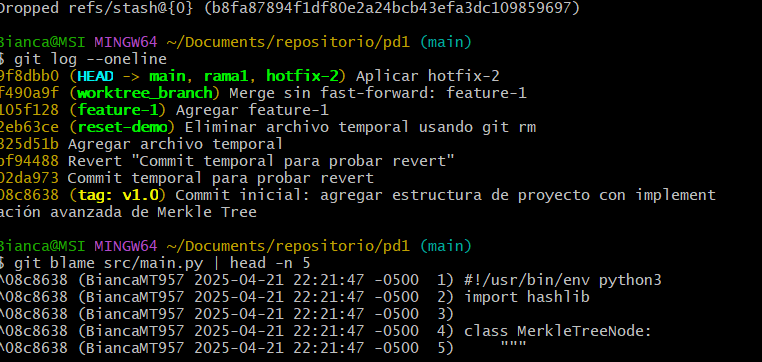 Dropped refs/stash@{0} (b8fa87894f1df80e2a24bcb43efa3dc109859697)
Bianca@MSI MINGW64 ~/Documents/repositorio/pd1 (main)
$ git log --oneline
9f8dbb0 (HEAD -> main, rama1, hotfix-2) Aplicar hotfix-2
f490a9f (worktree_branch) Merge sin fast-forward: feature-1
105f128 (feature-1) Agregar feature-1
2eb63ce (reset-demo) Eliminar archivo temporal usando git rm
325d51b Agregar archivo temporal
bf94488 Revert "Commit temporal para probar revert"
02da973 Commit temporal para probar revert
08c8638 (tag: v1.0) Commit inicial: agregar estructura de proyecto con implement
ación avanzada de Merkle Tree
Bianca@MSI MINGW64 ~/Documents/repositorio/pd1 (main)
$ git blame src/main.py | head -n 5
^08c8638 (BiancaMT957 2025-04-21 22:21:47 -0500  1) #!/usr/bin/env python3
^08c8638 (BiancaMT957 2025-04-21 22:21:47 -0500  2) import hashlib
^08c8638 (BiancaMT957 2025-04-21 22:21:47 -0500  3)
^08c8638 (BiancaMT957 2025-04-21 22:21:47 -0500  4) class MerkleTreeNode:
^08c8638 (BiancaMT957 2025-04-21 22:21:47 -0500  5)     """